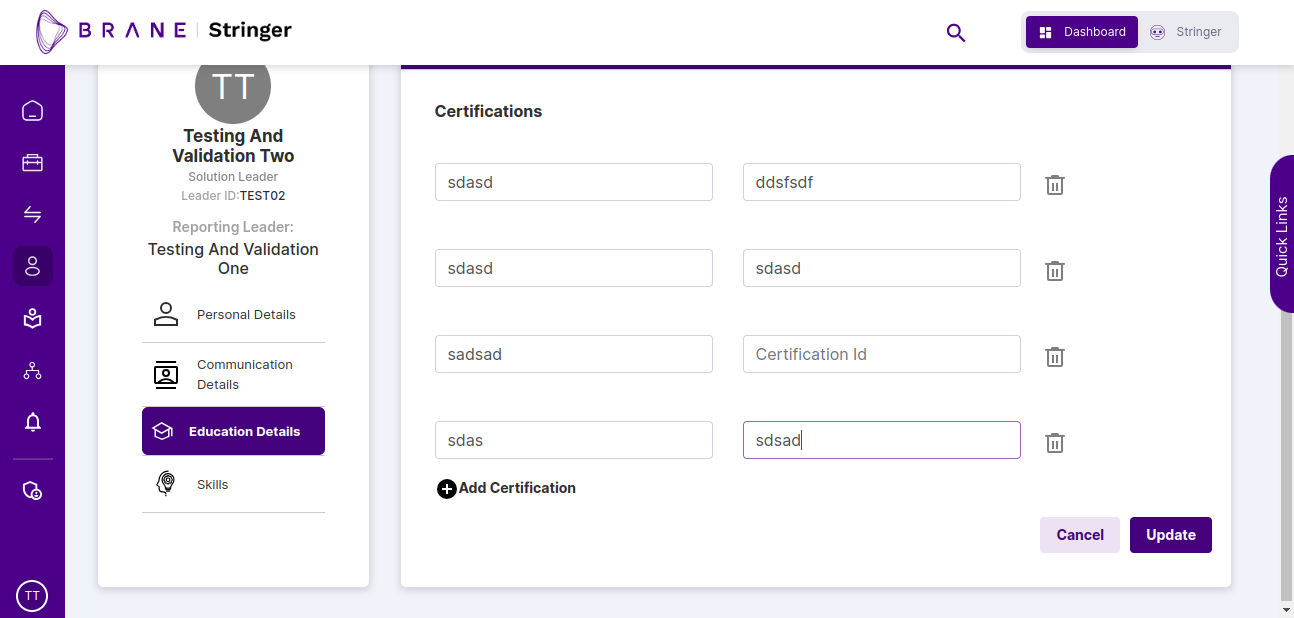 BRANE | Stringer
Dashboard
Stringer
TT
Testing And
Validation Two
Solution Leader
Leader ID:TEST02
Reporting Leader:
Testing And Validation
One
Personal Details
Communication
Details
Education Details
Skills
TT
Certifications
sdasd
ddsfsdf
sdasd
sdasd
sadsad
Certification Id
sdas
sdsad
Add Certification
Cancel
Update
Quick Links